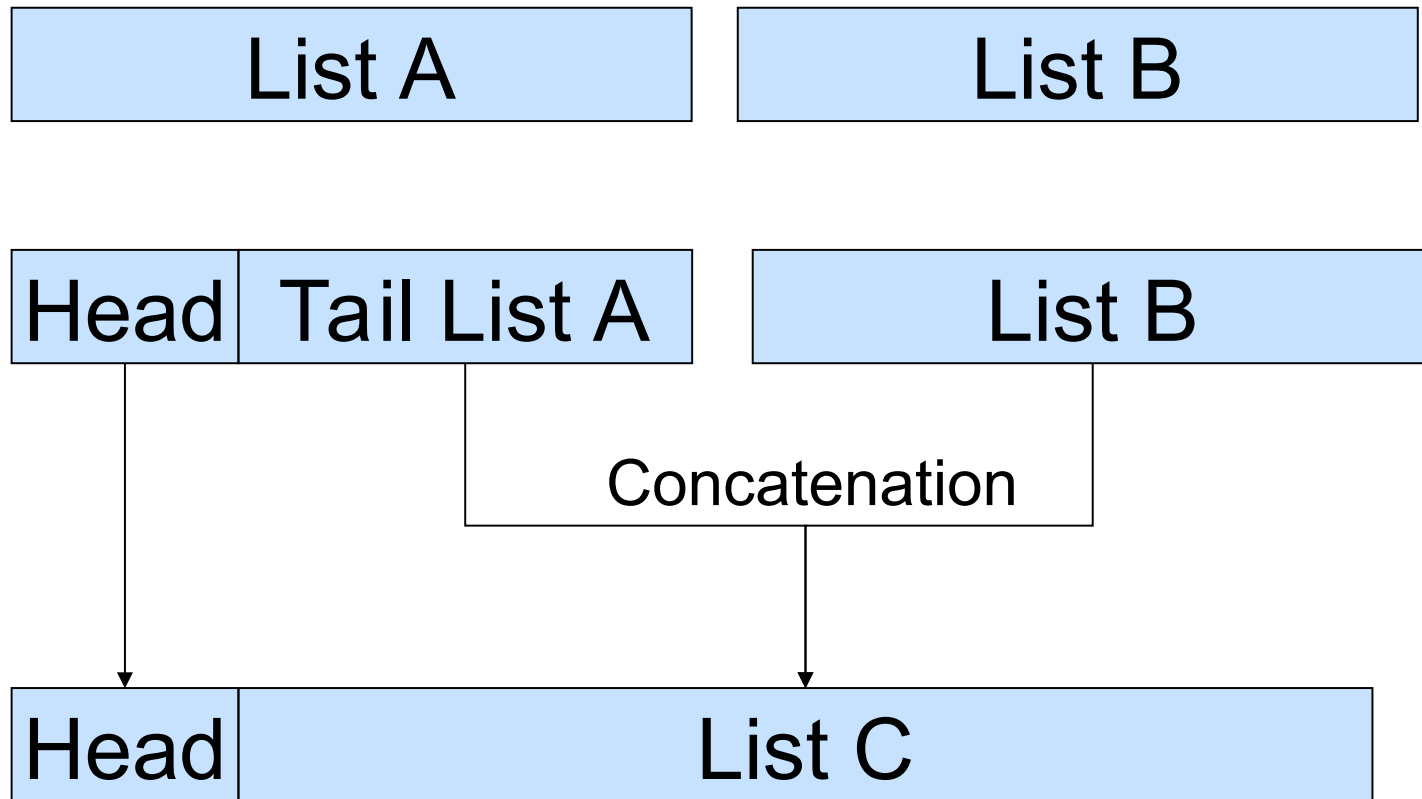 List A
List B
Head
Tail List A
List B
Concatenation
Head
List C